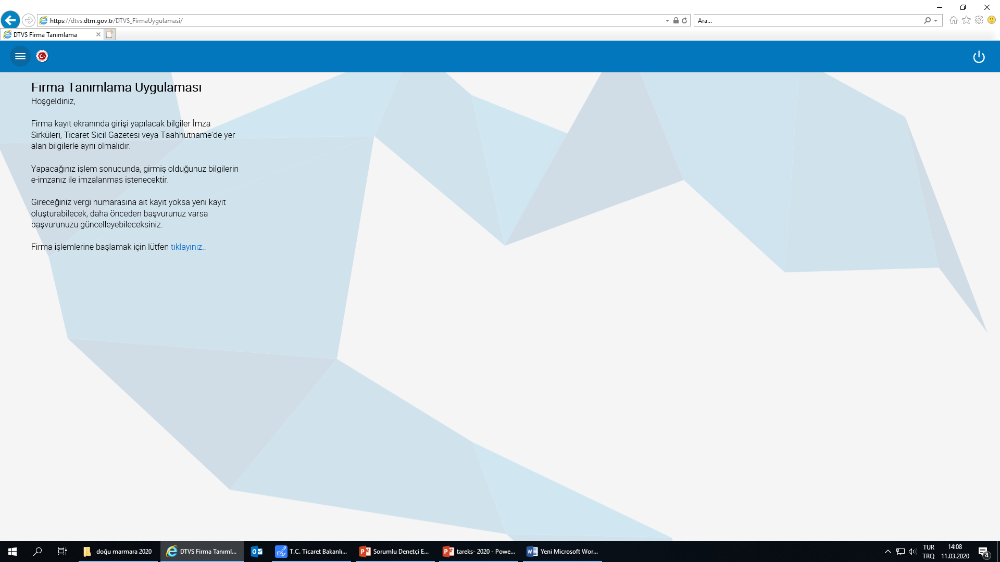 https://dtvs.dtm.gov.tr/DTVS_FirmaUygulamasi/
Ara...
DTVS Firma Tanımlama
Firma Tanımlama Uygulaması
Hoşgeldiniz,
Firma kayıt ekranında girişi yapılacak bilgiler İmza
Sirküleri, Ticaret Sicil Gazetesi veya Taahhütname'de yer
alan bilgilerle aynı olmalıdır.
Yapacağınız işlem sonucunda, girmiş olduğunuz bilgilerin
e-imzanız ile imzalanmas istenecektir.
Gireceğiniz vergi numarasına ait kayıt yoksa yeni kayıt
oluşturabilecek, daha önceden başvurunuz varsa
başvurunuzu güncelleyebileceksiniz.
Firma işlemlerine başlamak için lütfen tıklayınız..
doğu marmara 2020
DTVS Firma Tanıml...
T.C. Ticaret Bakanlı...
Sorumlu Denetçi E...
tareks- 2020 - Powe...
Yeni Microsoft Wor...
TUR
TRQ
14:08
11.03.2020
4